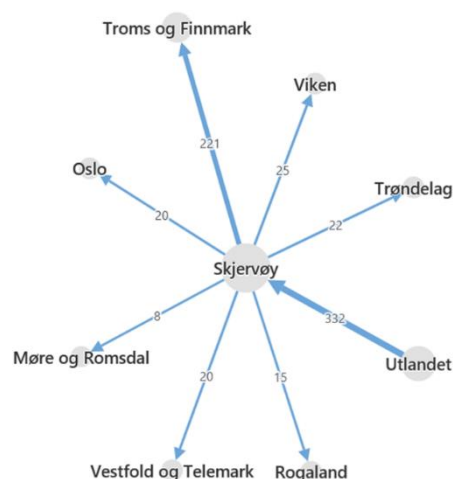 Troms og Finnmark
Viken
221
25
Oslo
Trøndelag
20
22
Skjervøy
8
332
Møre og Romsdal
20
15
Utlandet
Vestfold og Telemark
Rogaland